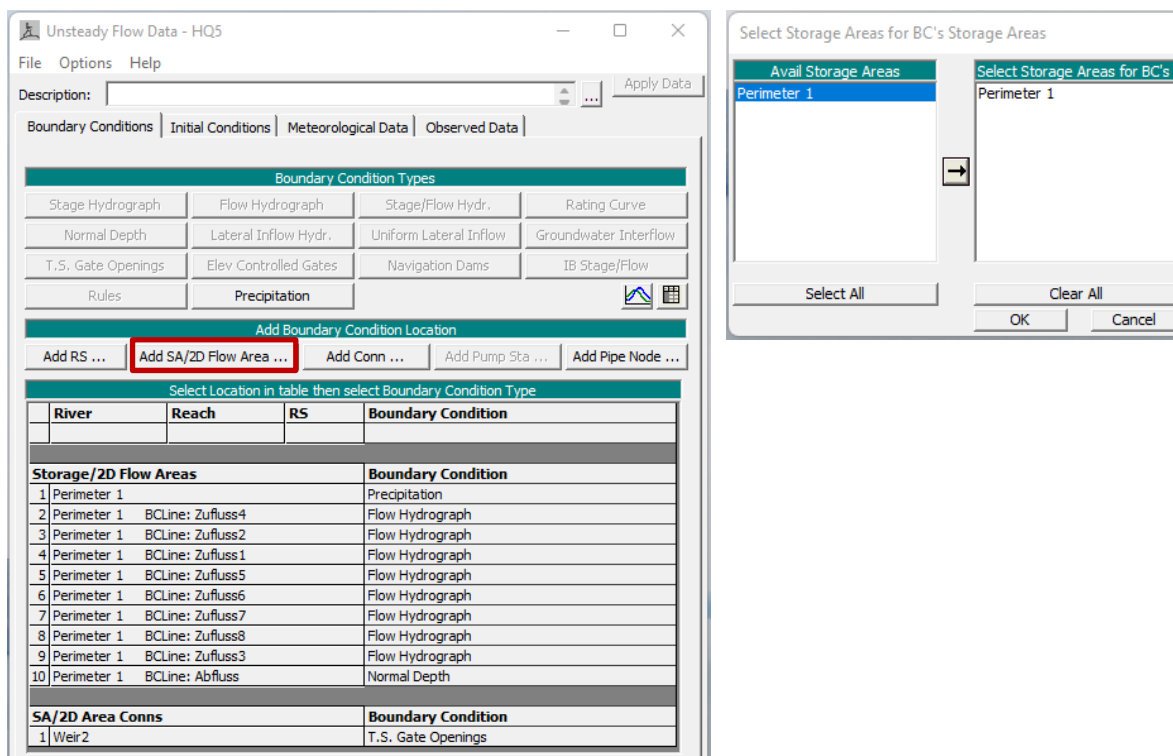 Unsteady Flow Data - HQ5
File Options Help
Description: ... Apply Data
Boundary Conditions Initial Conditions Meteorological Data Observed Data
Boundary Condition Types
Stage Hydrograph Flow Hydrograph Stage/Flow Hydr. Rating Curve
Normal Depth Lateral Inflow Hydr. Uniform Lateral Inflow Groundwater Interflow
T.S. Gate Openings Elev Controlled Gates Navigation Dams IB Stage/Flow
Rules Precipitation
Add Boundary Condition Location
Add RS ... Add SA/2D Flow Area ... Add Conn ... Add Pump Sta ... Add Pipe Node ...
Select Location in table then select Boundary Condition Type
River Reach RS Boundary Condition
Storage/2D Flow Areas Boundary Condition
1 Perimeter 1 Precipitation
2 Perimeter 1 BCLine: Zufluss4 Flow Hydrograph
3 Perimeter 1 BCLine: Zufluss2 Flow Hydrograph
4 Perimeter 1 BCLine: Zufluss1 Flow Hydrograph
5 Perimeter 1 BCLine: Zufluss5 Flow Hydrograph
6 Perimeter 1 BCLine: Zufluss6 Flow Hydrograph
7 Perimeter 1 BCLine: Zufluss7 Flow Hydrograph
8 Perimeter 1 BCLine: Zufluss8 Flow Hydrograph
9 Perimeter 1 BCLine: Zufluss3 Flow Hydrograph
10 Perimeter 1 BCLine: Abfluss Normal Depth
SA/2D Area Conns Boundary Condition
1 Weir2 T.S. Gate Openings
Select Storage Areas for BC's Storage Areas
Avail Storage Areas Select Storage Areas for BC's
Perimeter 1 Perimeter 1
Select All Clear All
OK Cancel